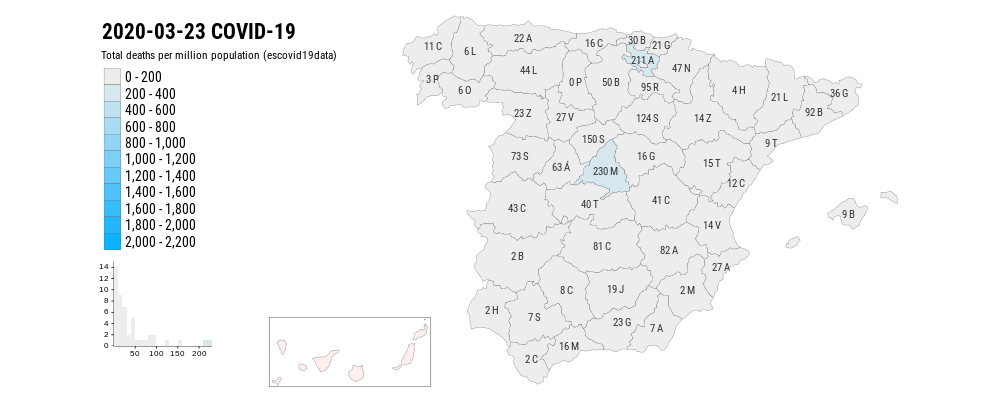 2020-03-23 COVID-19
Total deaths per million population (escovid19data)
0 - 200
200 - 400
400 - 600
600 - 800
800 - 1,000
1,000 - 1,200
1,200 - 1,400
1,400 - 1,600
1,600 - 1,800
1,800 - 2,000
2,000 - 2,200
14
12
10
8
6
4
2
0
50 100 150 200
11 C
6 L
22 A
16 C
30 B
21 G
211 A
47 N
3 P
6 O
44 L
0 P
50 B
95 R
4 H
21 L
36 G
92 B
23 Z
27 V
124 S
14 Z
9 T
150 S
73 S
63 Á
230 M
16 G
15 T
12 C
43 C
40 T
41 C
9 B
14 V
2 B
81 C
82 A
27 A
8 C
19 J
2 M
2 H
7 S
23 G
7 A
16 M
2 C